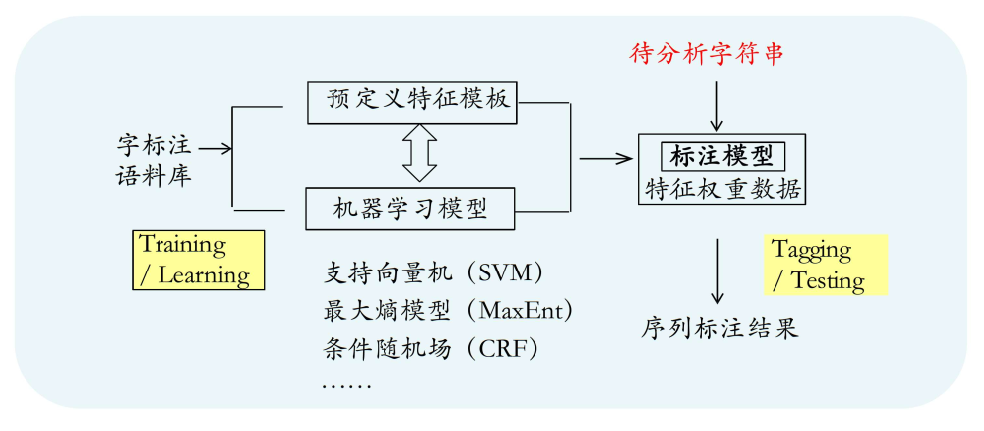 待分析字符串
预定义特征模板
字标注
语料库
标注模型
特征权重数据
机器学习模型
Training
/ Learning
支持向量机（SVM）
最大熵模型（MaxEnt）
条件随机场（CRF）
……
Tagging
/ Testing
序列标注结果